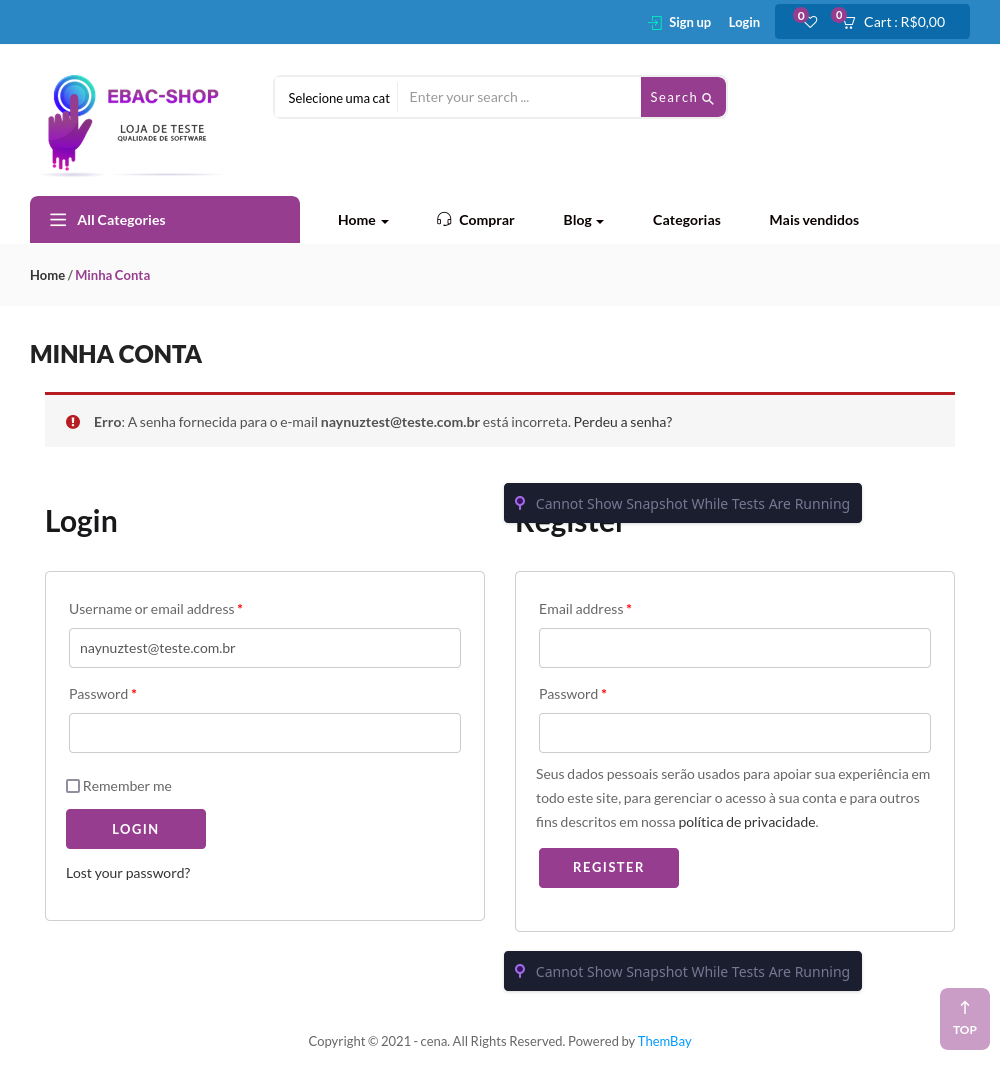 Sign up Login 0 0 Cart : R$0,00
EBAC-SHOP
LOJA DE TESTE
QUALIDADE DE SOFTWARE
Selecione uma cat Enter your search ... Search
All Categories Home Comprar Blog Categorias Mais vendidos
Home / Minha Conta
MINHA CONTA
Erro: A senha fornecida para o e-mail naynuztest@teste.com.br está incorreta. Perdeu a senha?
Cannot Show Snapshot While Tests Are Running
Login Register
Username or email address * Email address *
naynuztest@teste.com.br
Password * Password *
Seus dados pessoais serão usados para apoiar sua experiência em
todo este site, para gerenciar o acesso à sua conta e para outros
fins descritos em nossa política de privacidade.
Remember me
LOGIN
REGISTER
Lost your password?
Cannot Show Snapshot While Tests Are Running
TOP
Copyright © 2021 - cena. All Rights Reserved. Powered by ThemBay